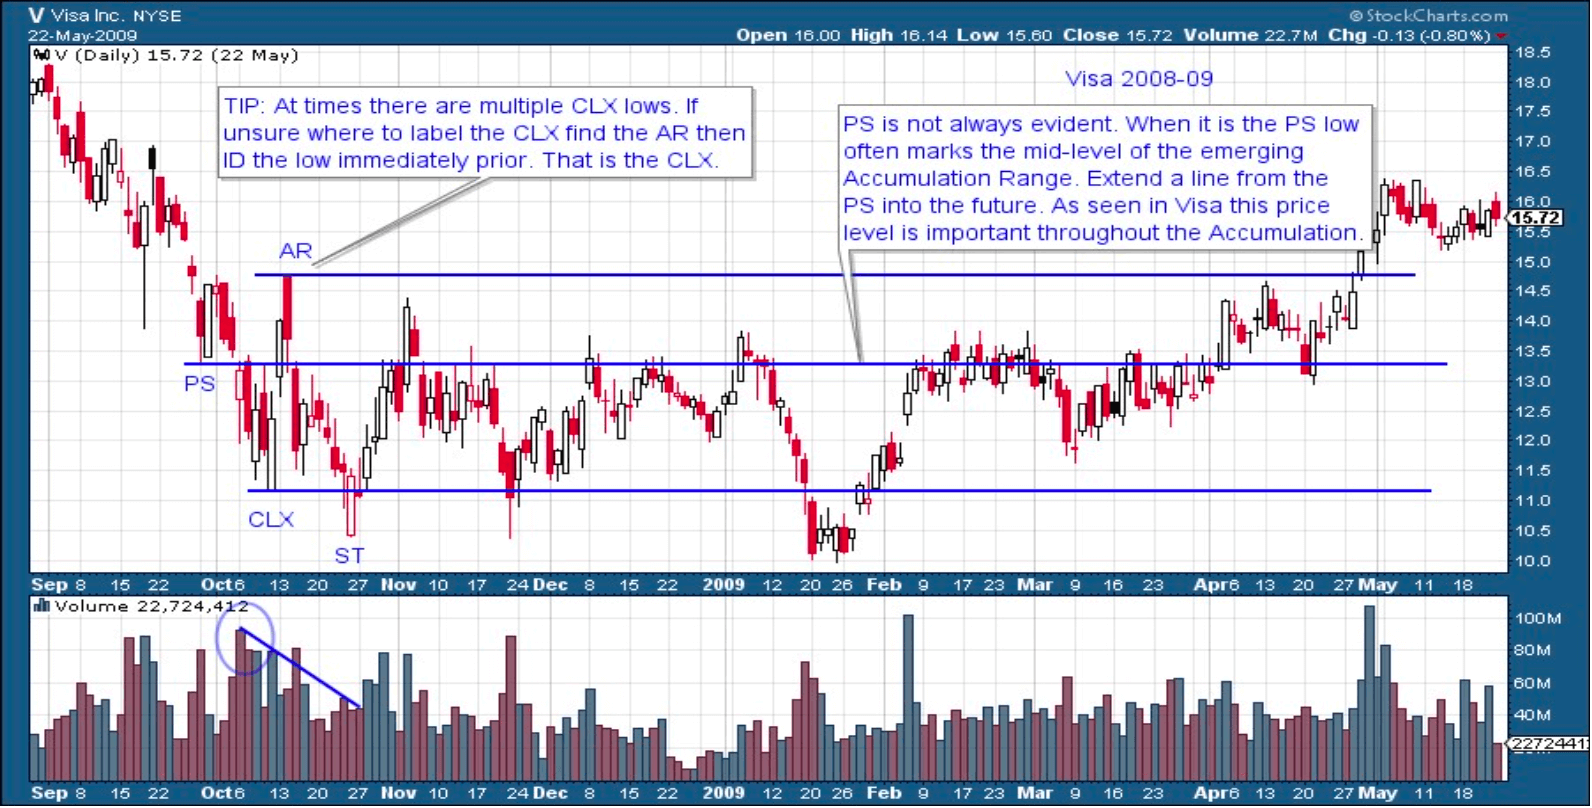 V Visa Inc. NYSE
© StockCharts.com
22-May-2009
Open 16.00 High 16.14 Low 15.60 Close 15.72 Volume 22.7M Chg -0.13 (-0.80%)
V (Daily) 15.72 (22 May)
Visa 2008-09
TIP: At times there are multiple CLX lows. If
unsure where to label the CLX find the AR then
ID the low immediately prior. That is the CLX.
PS is not always evident. When it is the PS low
often marks the mid-level of the emerging
Accumulation Range. Extend a line from the
PS into the future. As seen in Visa this price
level is important throughout the Accumulation.
AR
PS
CLX
ST
18.5
18.0
17.5
17.0
16.5
16.0
15.72
15.5
15.0
14.5
14.0
13.5
13.0
12.5
12.0
11.5
11.0
10.5
10.0
Sep 8 15 22 Oct 6 13 20 27 Nov 10 17 24 Dec 8 15 22 2009 12 20 26 Feb 9 17 23 Mar 9 16 23 Apr 6 13 20 27 May 11 18
Volume 22,724,412
100M
80M
60M
40M
Sep 8 15 22 Oct 6 13 20 27 Nov 10 17 24 Dec 8 15 22 2009 12 20 26 Feb 9 17 23 Mar 9 16 23 Apr 6 13 20 27 May 11 18